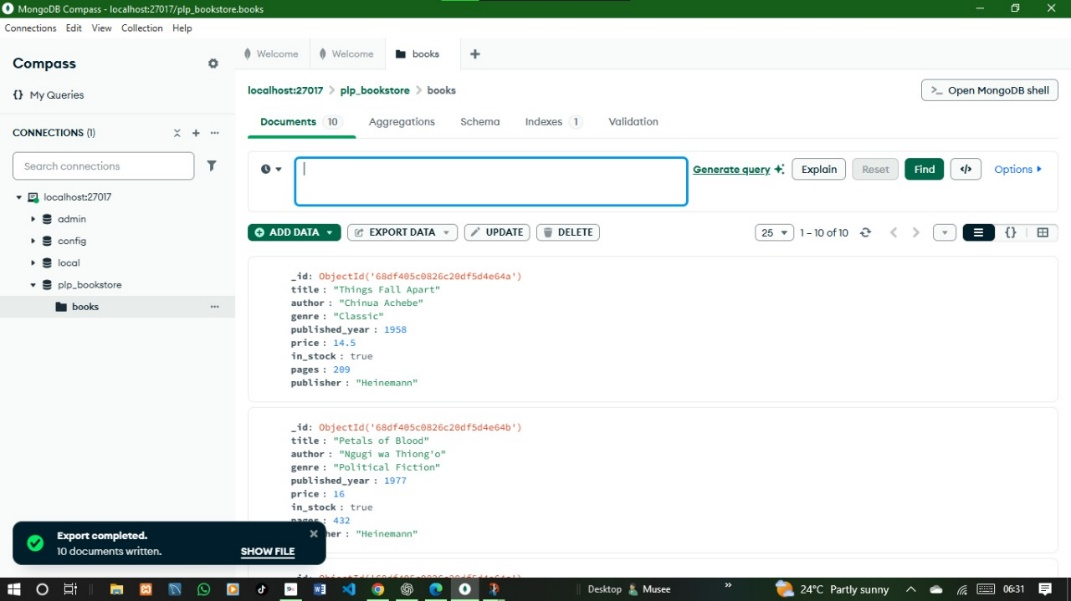 MongoDB Compass - localhost:27017/plp_bookstore.books
Connections Edit View Collection Help
Compass
{} My Queries
CONNECTIONS (1)
Search connections
localhost:27017
admin
config
local
plp_bookstore
books
Welcome
Welcome
books
localhost:27017 > plp_bookstore > books
>_ Open MongoDB shell
Documents 10 Aggregations Schema Indexes 1 Validation
Generate query Explain Reset Find </> Options
ADD DATA EXPORT DATA UPDATE DELETE
25 1 – 10 of 10
_id: ObjectId('68df405c0826c20df5d4e64a')
title : "Things Fall Apart"
author : "Chinua Achebe"
genre : "Classic"
published_year : 1958
price : 14.5
in_stock : true
pages : 209
publisher : "Heinemann"
_id: ObjectId('68df405c0826c20df5d4e64b')
title : "Petals of Blood"
author : "Ngugi wa Thiong'o"
genre : "Political Fiction"
published_year : 1977
price : 16
in_stock : true
pages : 432
her : "Heinemann"
Export completed.
10 documents written.
SHOW FILE
Desktop Musee
24°C Partly sunny
06:31